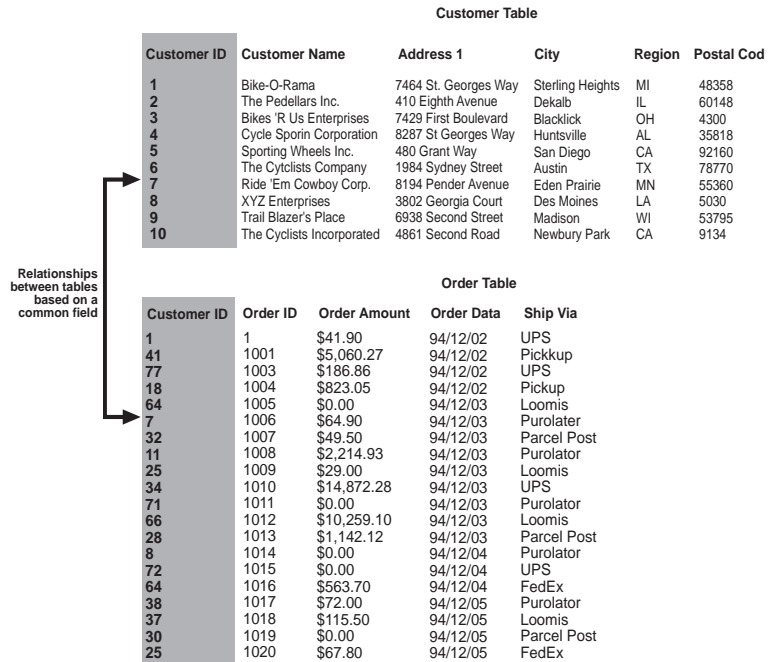 Customer Table
Customer ID Customer Name Address 1 City Region Postal Cod
1 Bike-O-Rama 7464 St. Georges Way Sterling Heights MI 48358
2 The Pedellars Inc. 410 Eighth Avenue Dekalb IL 60148
3 Bikes 'R Us Enterprises 7429 First Boulevard Blacklick OH 4300
4 Cycle Sporin Corporation 8287 St Georges Way Huntsville AL 35818
5 Sporting Wheels Inc. 480 Grant Way San Diego CA 92160
6 The Cytclists Company 1984 Sydney Street Austin TX 78770
7 Ride 'Em Cowboy Corp. 8194 Pender Avenue Eden Prairie MN 55360
8 XYZ Enterprises 3802 Georgia Court Des Moines LA 5030
9 Trail Blazer's Place 6938 Second Street Madison WI 53795
10 The Cyclists Incorporated 4861 Second Road Newbury Park CA 9134
Relationships
between tables
based on a
common field
Order Table
Customer ID Order ID Order Amount Order Data Ship Via
1 1 $41.90 94/12/02 UPS
41 1001 $5,060.27 94/12/02 Pickkup
77 1003 $186.86 94/12/02 UPS
18 1004 $823.05 94/12/02 Pickup
64 1005 $0.00 94/12/03 Loomis
7 1006 $64.90 94/12/03 Purolater
32 1007 $49.50 94/12/03 Parcel Post
11 1008 $2,214.93 94/12/03 Purolator
25 1009 $29.00 94/12/03 Loomis
34 1010 $14,872.28 94/12/03 UPS
71 1011 $0.00 94/12/03 Purolator
66 1012 $10,259.10 94/12/03 Loomis
28 1013 $1,142.12 94/12/03 Parcel Post
8 1014 $0.00 94/12/04 Purolator
72 1015 $0.00 94/12/04 UPS
64 1016 $563.70 94/12/04 FedEx
38 1017 $72.00 94/12/05 Purolator
37 1018 $115.50 94/12/05 Loomis
30 1019 $0.00 94/12/05 Parcel Post
25 1020 $67.80 94/12/05 FedEx